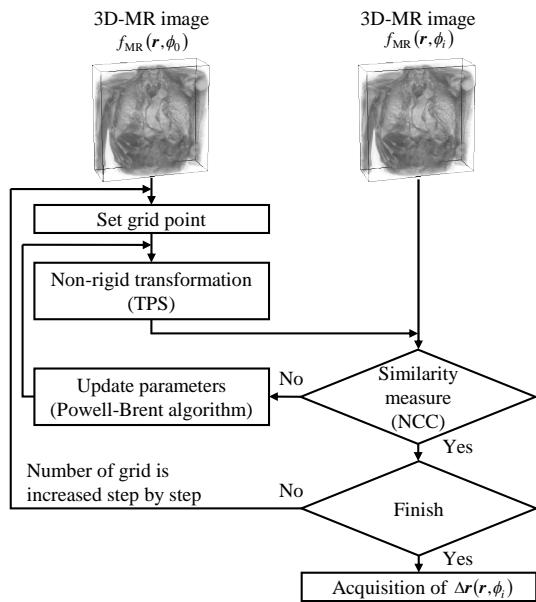 3D-MR image
3D-MR image
f_MR(r, ϕ_0)
f_MR(r, ϕ_i)
Set grid point
Non-rigid transformation
(TPS)
Update parameters
(Powell-Brent algorithm)
No
Similarity
measure
(NCC)
Yes
Number of grid is
increased step by step
No
Finish
Yes
Acquisition of Δr(r, ϕ_i)